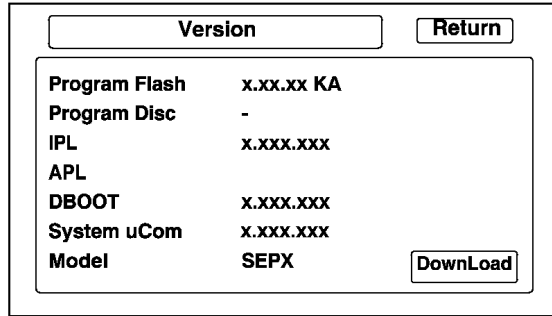 Version Return
Program Flash x.xx.xx KA
Program Disc -
IPL x.xxx.xxx
APL
DBOOT x.xxx.xxx
System uCom x.xxx.xxx
Model SEPX
DownLoad